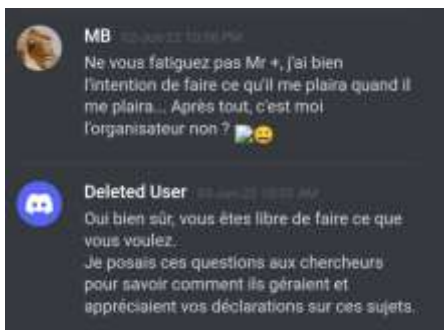 MB
Ne vous fatiguez pas Mr +, j'ai bien
l'intention de faire ce qu'il me plaira quand il
me plaira... Après tout, c'est moi
l'organisateur non ?
Deleted User
Oui bien sûr, vous êtes libre de faire ce que
vous voulez.
Je posais ces questions aux chercheurs
pour savoir comment ils géraient et
appréciaient vos déclarations sur ces sujets.